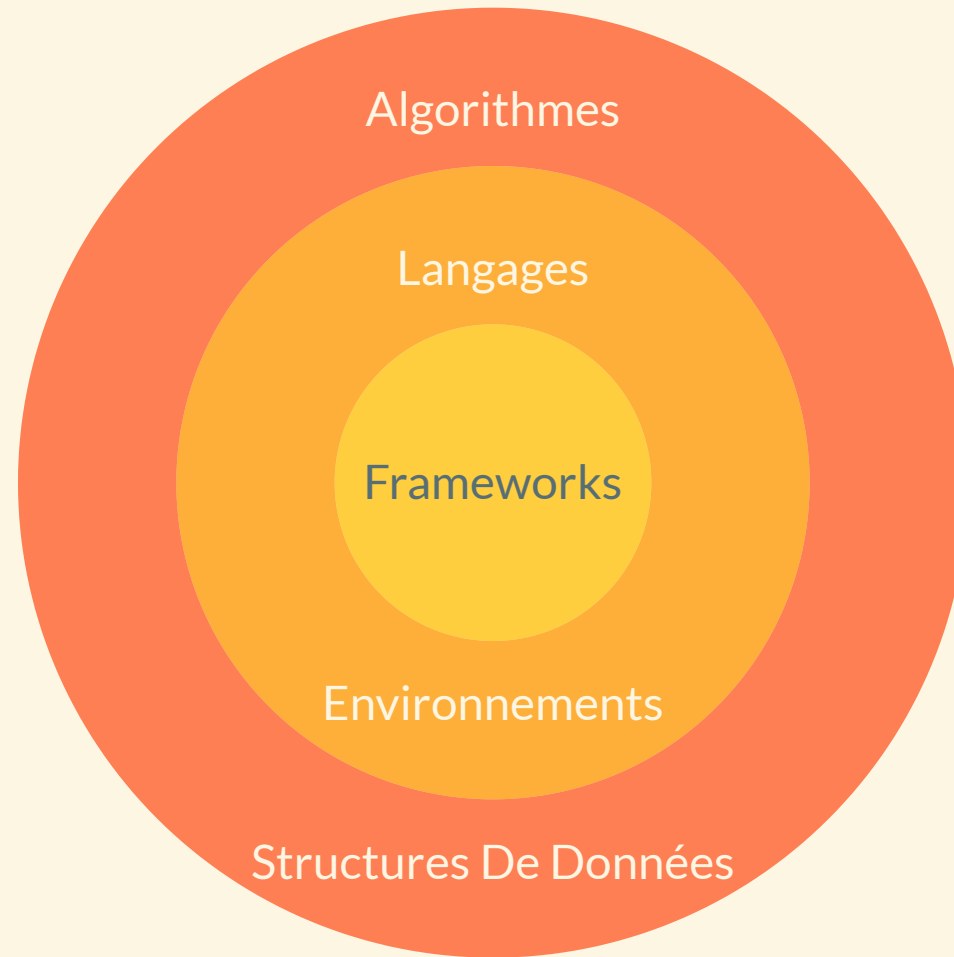 Algorithmes
Langages
Frameworks
Environnements
Structures De Données